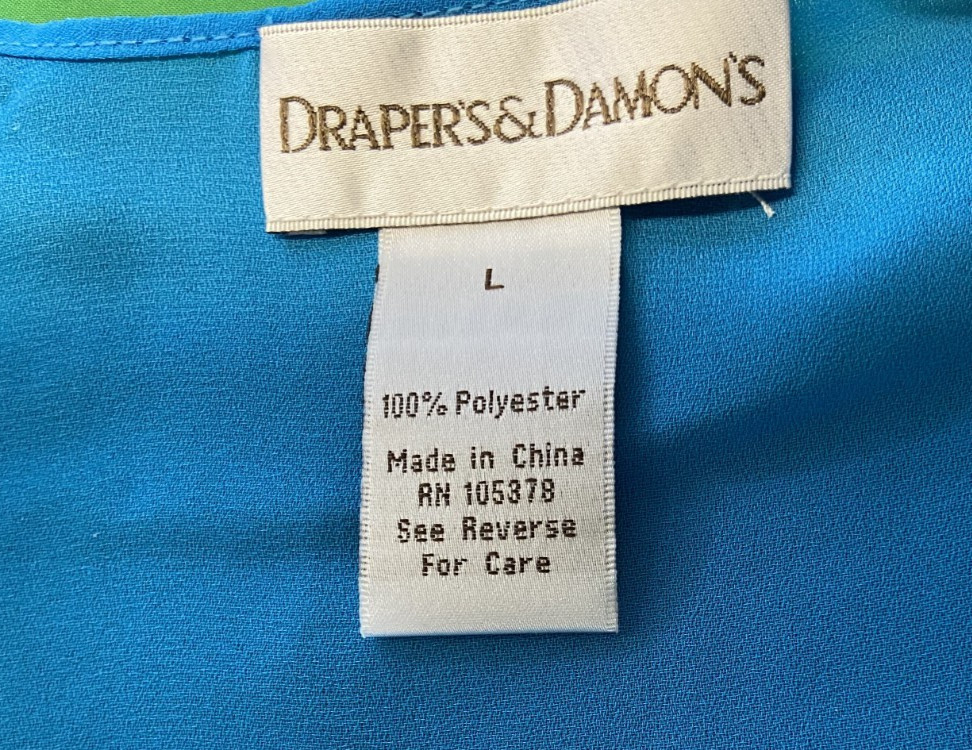 DRAPER'S & DAMON'S
L
100% Polyester
Made in China
RN 105378
See Reverse
For Care